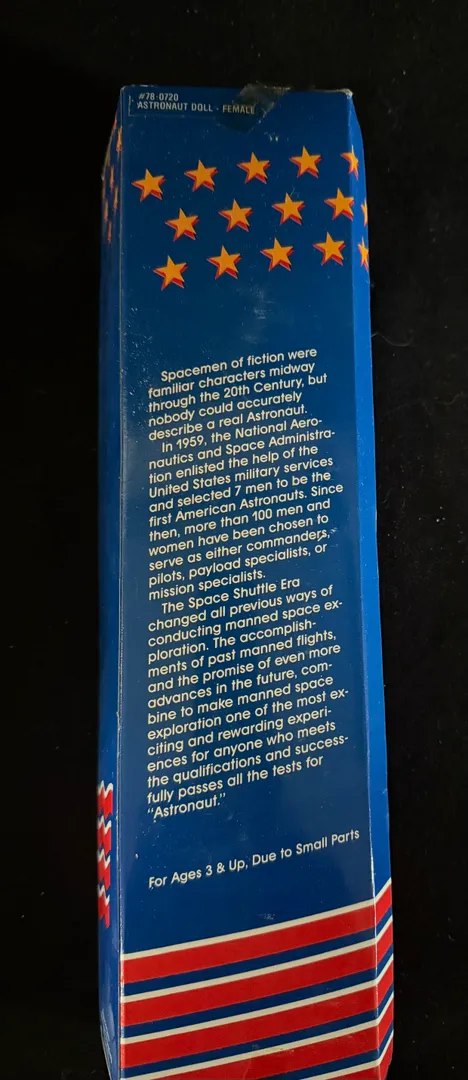 #78-0720
ASTRONAUT DOLL - FEMALE
Spacemen of fiction were
familiar characters midway
through the 20th Century, but
nobody could accurately
describe a real Astronaut.
In 1959, the National Aero-
nautics and Space Administra-
tion enlisted the help of the
United States military services
and selected 7 men to be the
first American Astronauts. Since
then, more than 100 men and
women have been chosen to
serve as either commanders,
pilots, payload specialists, or
mission specialists.
The Space Shuttle Era
changed all previous ways of
conducting manned space ex-
ploration. The accomplish-
ments of past manned flights,
and the promise of even more
advances in the future, com-
bine to make manned space
exploration one of the most ex-
citing and rewarding experi-
ences for anyone who meets
the qualifications and success-
fully passes all the tests for
"Astronaut."
For Ages 3 & Up, Due to Small Parts